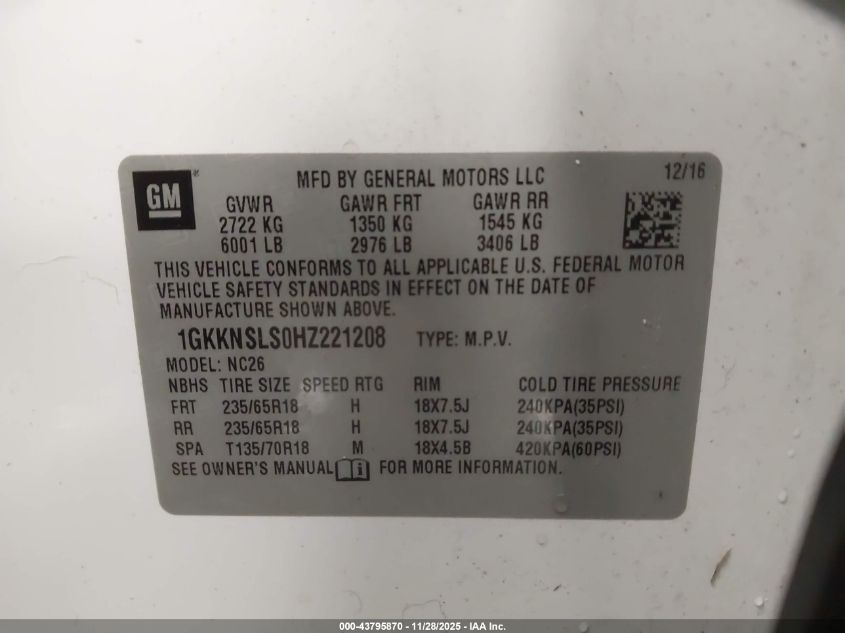 GM ®
MFD BY GENERAL MOTORS LLC
12/16
GVWR GAWR FRT GAWR RR
2722 KG 1350 KG 1545 KG
6001 LB 2976 LB 3406 LB
THIS VEHICLE CONFORMS TO ALL APPLICABLE U.S. FEDERAL MOTOR
VEHICLE SAFETY STANDARDS IN EFFECT ON THE DATE OF
MANUFACTURE SHOWN ABOVE.
1GKKNSLS0HZ221208 TYPE: M.P.V.
MODEL: NC26
NBHS TIRE SIZE SPEED RTG RIM COLD TIRE PRESSURE
FRT 235/65R18 H 18X7.5J 240KPA(35PSI)
RR 235/65R18 H 18X7.5J 240KPA(35PSI)
SPA T135/70R18 M 18X4.5B 420KPA(60PSI)
SEE OWNER'S MANUAL i FOR MORE INFORMATION.
000-43795870 - 11/28/2025 - IAA Inc.